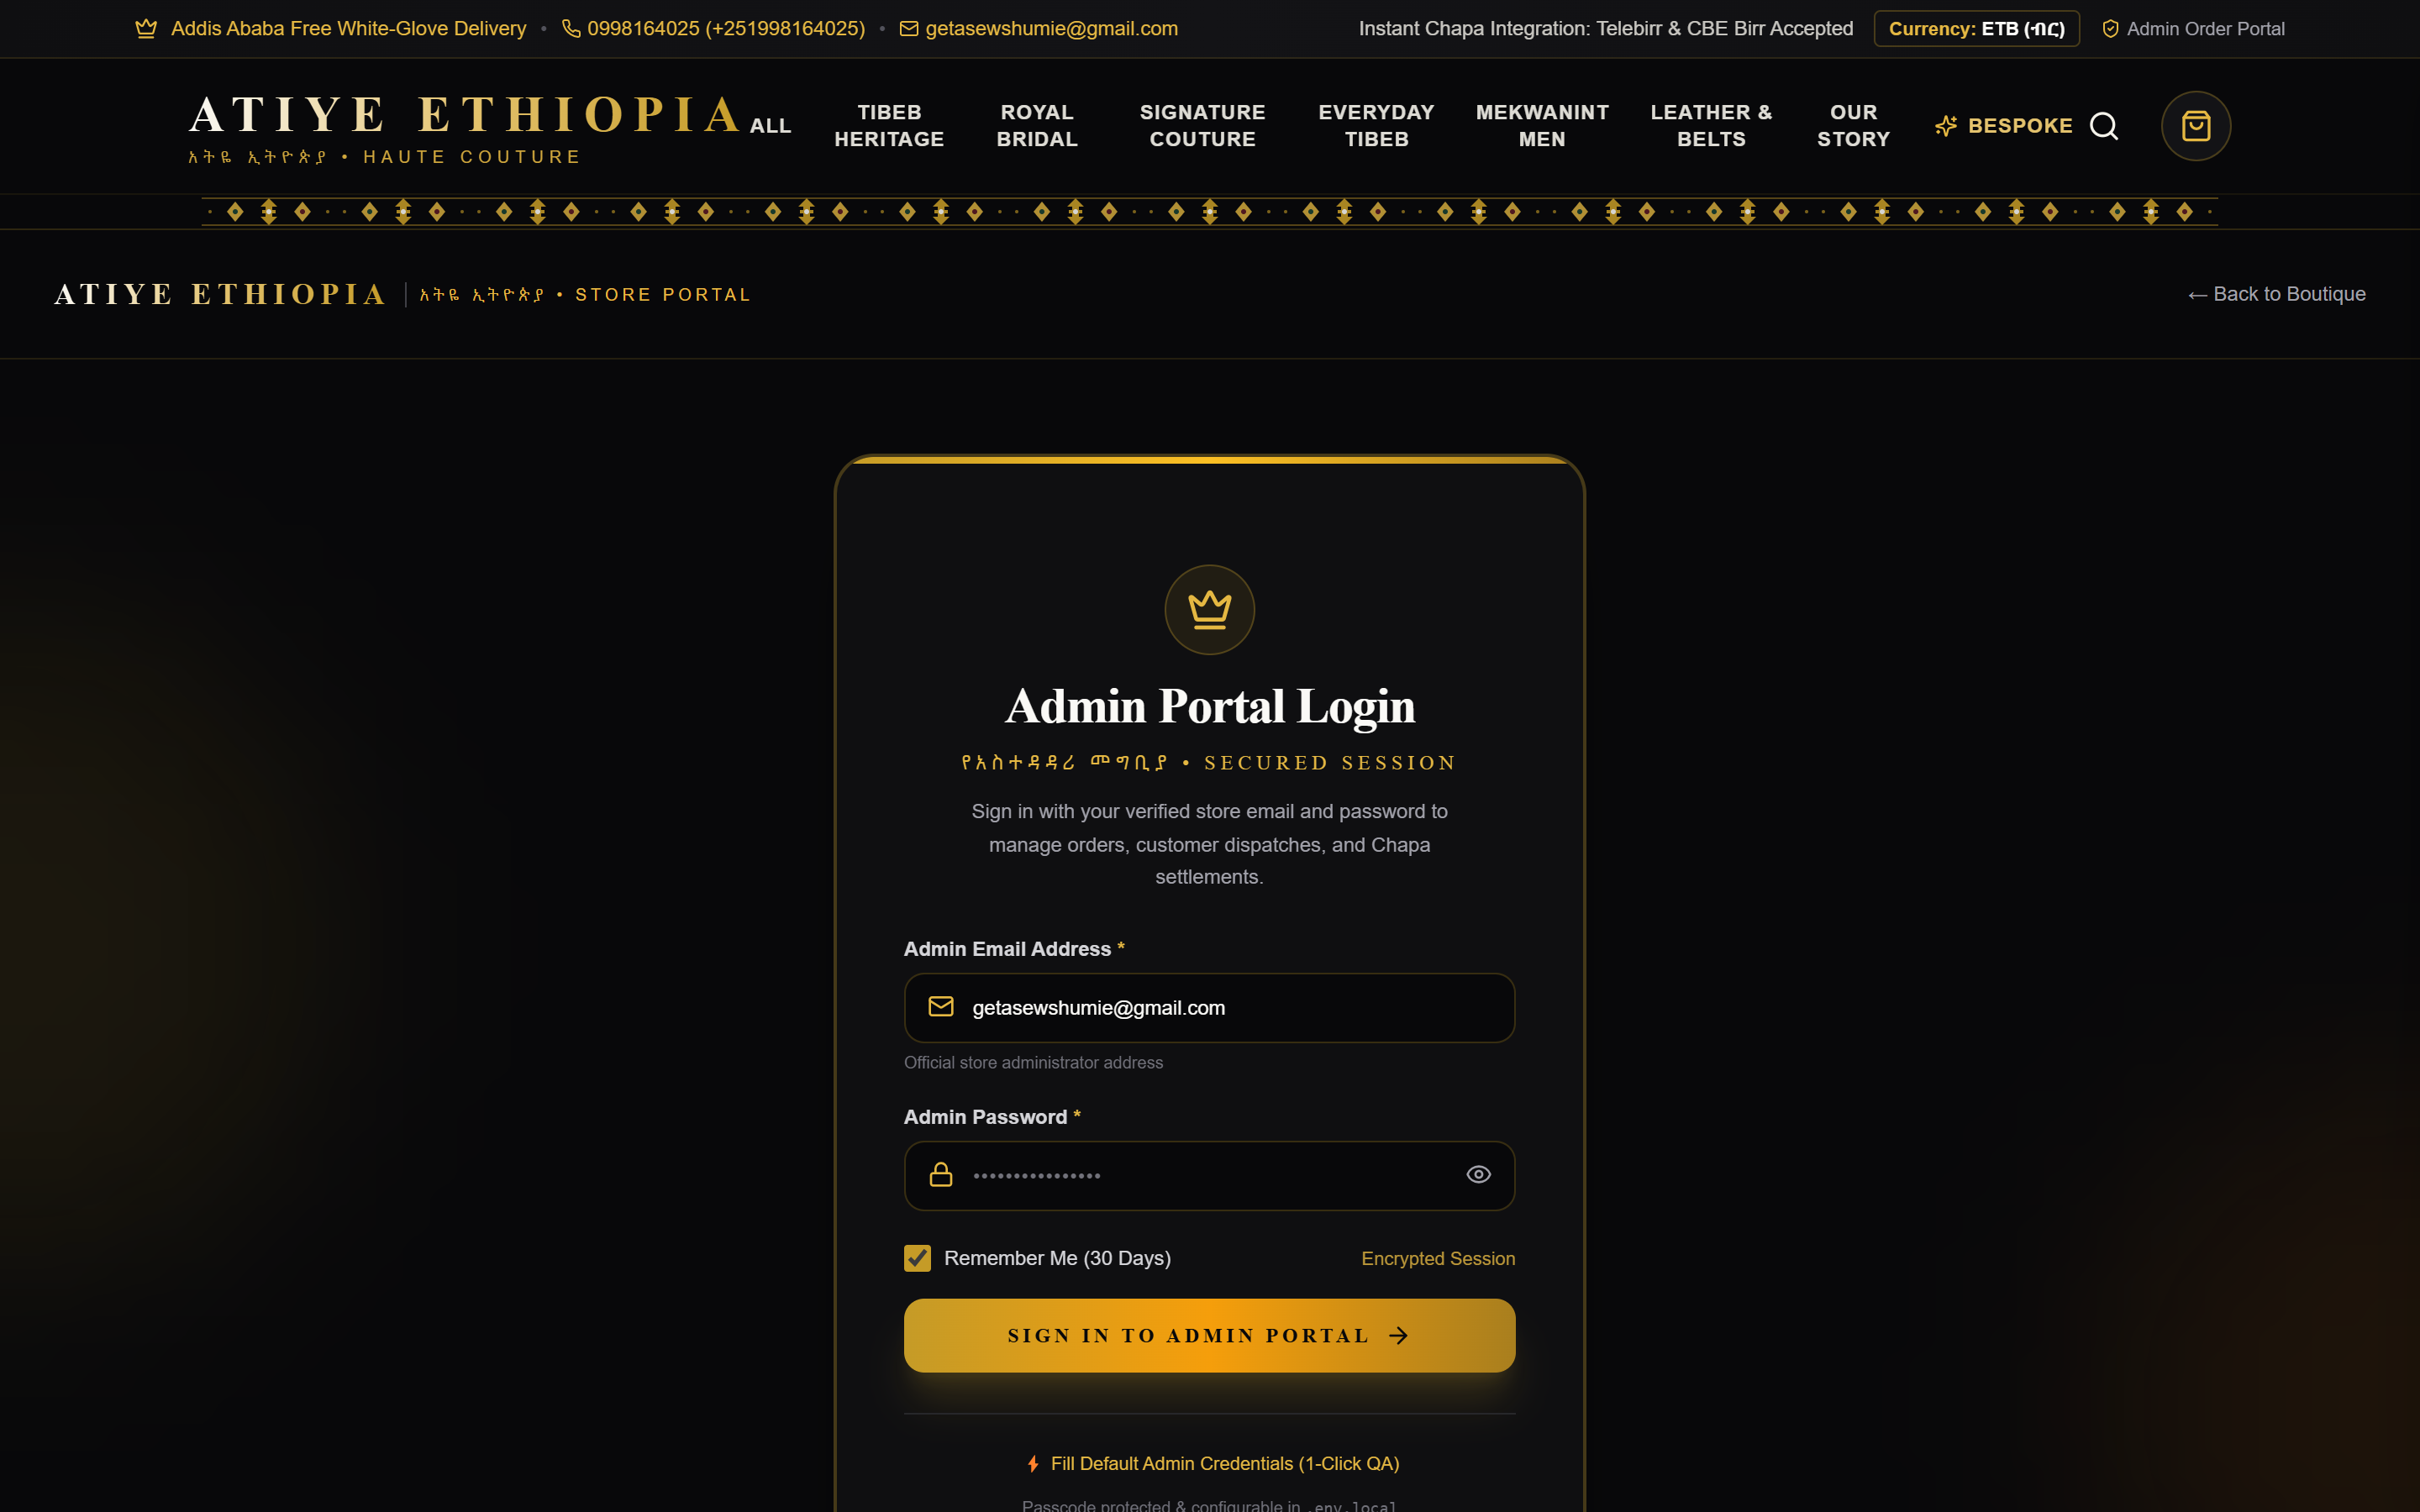 Addis Ababa Free White-Glove Delivery • 0998164025 (+251998164025) • getasewshumie@gmail.com
Instant Chapa Integration: Telebirr & CBE Birr Accepted
Currency: ETB (ብር)
Admin Order Portal
ATIYE ETHIOPIA
አትዬ ኢትዮጵያ • HAUTE COUTURE
ALL
TIBEB HERITAGE
ROYAL BRIDAL
SIGNATURE COUTURE
EVERYDAY TIBEB
MEKWANINT MEN
LEATHER & BELTS
OUR STORY
BESPOKE
ATIYE ETHIOPIA
አትዬ ኢትዮጵያ • STORE PORTAL
← Back to Boutique
Admin Portal Login
የአስተዳዳሪ መግቢያ • SECURED SESSION
Sign in with your verified store email and password to
manage orders, customer dispatches, and Chapa
settlements.
Admin Email Address *
getasewshumie@gmail.com
Official store administrator address
Admin Password *
••••••••••••••••
Remember Me (30 Days)
Encrypted Session
SIGN IN TO ADMIN PORTAL →
Fill Default Admin Credentials (1-Click QA)
Passcode protected & configurable in .env.local